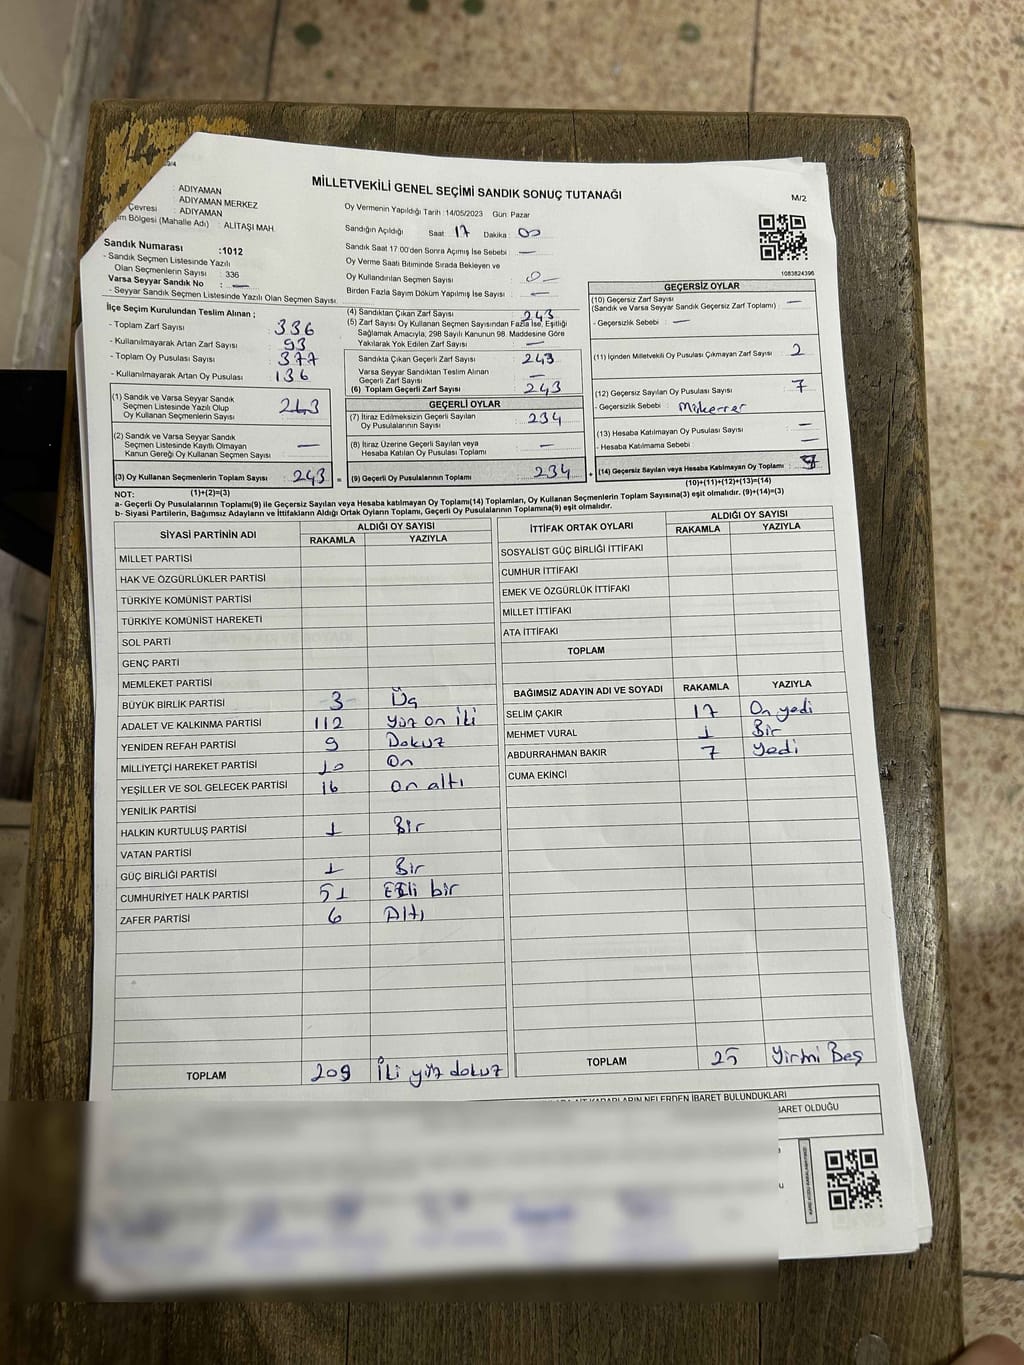 MİLLETVEKİLİ GENEL SEÇİMİ SANDIK SONUÇ TUTANAĞI
M/2
: ADIYAMAN
: ADIYAMAN MERKEZ
Çevresi : ADIYAMAN
Bölgesi (Mahalle Adı) : ALİTAŞI MAH.
Sandık Numarası :1012
- Sandık Seçmen Listesinde Yazılı
Olan Seçmenlerin Sayısı : 336
Varsa Seyyar Sandık No : —
- Seyyar Sandık Seçmen Listesinde Yazılı Olan Seçmen Sayısı:
Oy Vermenin Yapıldığı Tarih :14/05/2023 Gün: Pazar
Sandığın Açıldığı Saat 17 Dakika : 00
Sandık Saat 17:00'den Sonra Açımış İse Sebebi : —
Oy Verme Saati Bitiminde Sırada Bekleyen ve
Oy Kullandırılan Seçmen Sayısı : 0 —
Birden Fazla Sayım Döküm Yapılmış İse Sayısı : —
1083824396
İlçe Seçim Kurulundan Teslim Alınan ;
- Toplam Zarf Sayısı : 336
- Kullanılmayarak Artan Zarf Sayısı : 93
- Toplam Oy Pusulası Sayısı : 377
- Kullanılmayarak Artan Oy Pusulası : 136
(1) Sandık ve Varsa Seyyar Sandık
Seçmen Listesinde Yazılı Olup
Oy Kullanan Seçmenlerin Sayısı : 243
(2) Sandık ve Varsa Seyyar Sandık
Seçmen Listesinde Kayıtlı Olmayan
Kanun Gereği Oy Kullanan Seçmen Sayısı : —
(3) Oy Kullanan Seçmenlerin Toplam Sayısı : 243 =
(4) Sandıktan Çıkan Zarf Sayısı : 243
(5) Zarf Sayısı Oy Kullanan Seçmen Sayısından Fazla İse, Eşitliği
Sağlamak Amacıyla, 298 Sayılı Kanunun 98. Maddesine Göre
Yakılarak Yok Edilen Zarf Sayısı : —
Sandıkta Çıkan Geçerli Zarf Sayısı : 243
Varsa Seyyar Sandıktan Teslim Alınan
Geçerli Zarf Sayısı : —
(6) Toplam Geçerli Zarf Sayısı : 243
GEÇERLİ OYLAR
(7) İtiraz Edilmeksizin Geçerli Sayılan
Oy Pusulalarının Sayısı : 234
(8) İtiraz Üzerine Geçerli Sayılan veya
Hesaba Katılan Oy Pusulası Toplamı : —
(9) Geçerli Oy Pusulalarının Toplamı : 234 +
GEÇERSİZ OYLAR
(10) Geçersiz Zarf Sayısı : —
(Sandık ve Varsa Seyyar Sandık Geçersiz Zarf Toplamı)
- Geçersizlik Sebebi : —
(11) İçinden Milletvekili Oy Pusulası Çıkmayan Zarf Sayısı : 2
(12) Geçersiz Sayılan Oy Pusulası Sayısı : 7
- Geçersizlik Sebebi : Mükerrer
(13) Hesaba Katılmayan Oy Pusulası Sayısı : —
- Hesaba Katılmama Sebebi : —
(14) Geçersiz Sayılan veya Hesaba Katılmayan Oy Toplamı :
(10)+(11)+(12)+(13)=(14)
NOT: (1)+(2)=(3)
a- Geçerli Oy Pusulalarının Toplamı(9) ile Geçersiz Sayılan veya Hesaba katılmayan Oy Toplamı(14) Toplamları, Oy Kullanan Seçmenlerin Toplam Sayısına(3) eşit olmalıdır. (9)+(14)=(3)
b- Siyasi Partilerin, Bağımsız Adayların ve İttifakların Aldığı Ortak Oyların Toplamı, Geçerli Oy Pusulalarının Toplamına(9) eşit olmalıdır.
SİYASİ PARTİNİN ADI ALDIĞI OY SAYISI
RAKAMLA YAZIYLA
MİLLET PARTİSİ
HAK VE ÖZGÜRLÜKLER PARTİSİ
TÜRKİYE KOMÜNİST PARTİSİ
TÜRKİYE KOMÜNİST HAREKETİ
SOL PARTİ
GENÇ PARTİ
MEMLEKET PARTİSİ
BÜYÜK BİRLİK PARTİSİ 3 Üç
ADALET VE KALKINMA PARTİSİ 112 Yüz on iki
YENİDEN REFAH PARTİSİ 9 Dokuz
MİLLİYETÇİ HAREKET PARTİSİ 10 On
YEŞİLLER VE SOL GELECEK PARTİSİ 16 on altı
YENİLİK PARTİSİ
HALKIN KURTULUŞ PARTİSİ 1 Bir
VATAN PARTİSİ
GÜÇ BİRLİĞİ PARTİSİ 1 Bir
CUMHURİYET HALK PARTİSİ 51 Elli bir
ZAFER PARTİSİ 6 Altı
TOPLAM 209 İki yüz dokuz
İTTİFAK ORTAK OYLARI ALDIĞI OY SAYISI
RAKAMLA YAZIYLA
SOSYALİST GÜÇ BİRLİĞİ İTTİFAKI
CUMHUR İTTİFAKI
EMEK VE ÖZGÜRLÜK İTTİFAKI
MİLLET İTTİFAKI
ATA İTTİFAKI
TOPLAM
BAĞIMSIZ ADAYIN ADI VE SOYADI RAKAMLA YAZIYLA
SELİM ÇAKIR 17 On yedi
MEHMET VURAL 1 Bir
ABDURRAHMAN BAKIR 7 Yedi
CUMA EKİNCİ
TOPLAM 25 Yirmi Beş
KARARLARIN NELERDEN İBARET BULUNDUKLARI
İBARET OLDUĞU